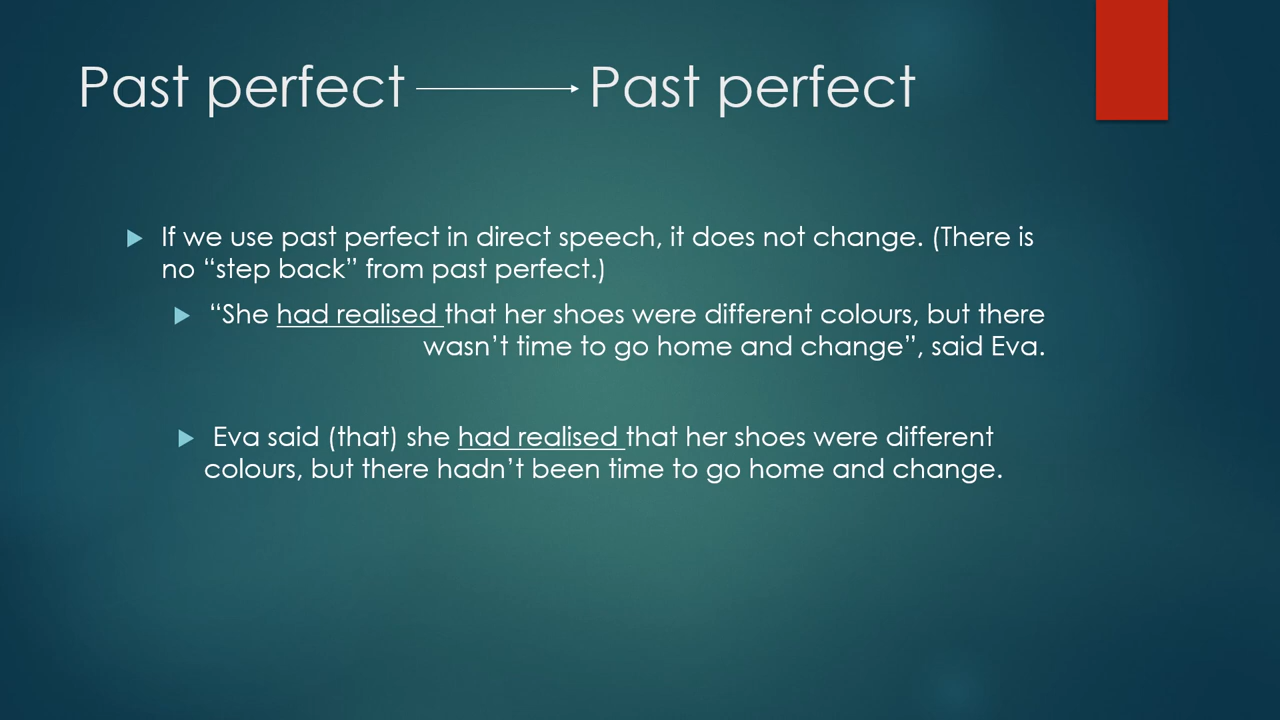 Past perfect Past perfect
If we use past perfect in direct speech, it does not change. (There is
no “step back” from past perfect.)
“She had realised that her shoes were different colours, but there
wasn’t time to go home and change”, said Eva.
Eva said (that) she had realised that her shoes were different
colours, but there hadn’t been time to go home and change.